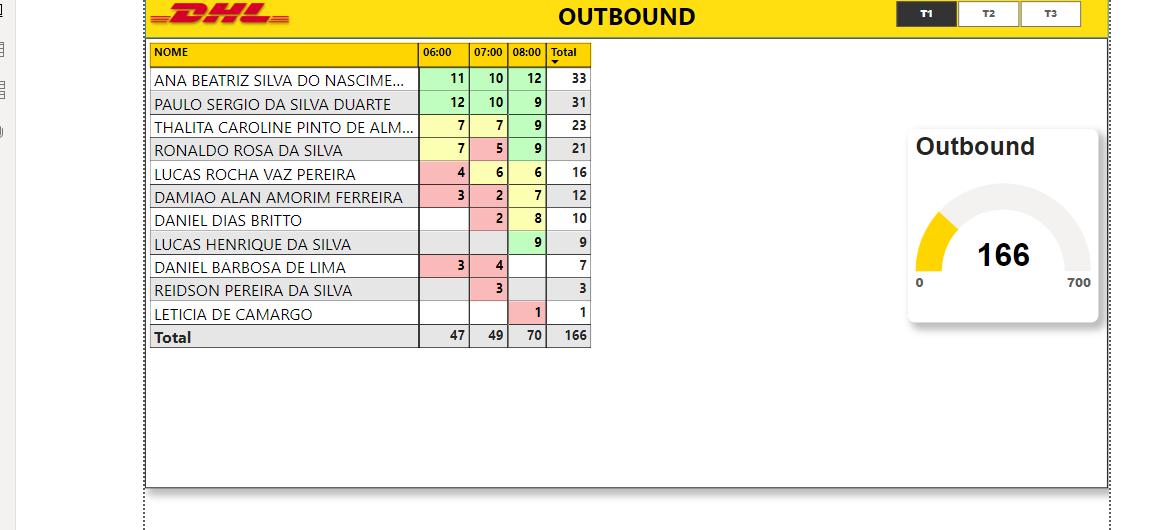 DHL
OUTBOUND
T1 T2 T3
NOME 06:00 07:00 08:00 Total
ANA BEATRIZ SILVA DO NASCIME... 11 10 12 33
PAULO SERGIO DA SILVA DUARTE 12 10 9 31
THALITA CAROLINE PINTO DE ALM... 7 7 9 23
RONALDO ROSA DA SILVA 7 5 9 21
LUCAS ROCHA VAZ PEREIRA 4 6 6 16
DAMIAO ALAN AMORIM FERREIRA 3 2 7 12
DANIEL DIAS BRITTO 2 8 10
LUCAS HENRIQUE DA SILVA 9 9
DANIEL BARBOSA DE LIMA 3 4 7
REIDSON PEREIRA DA SILVA 3 3
LETICIA DE CAMARGO 1 1
Total 47 49 70 166
Outbound
166
0 700